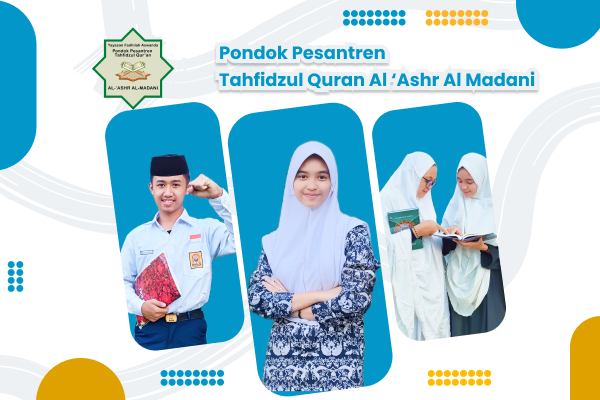 Yayasan Fadhilah Aswanda
Pondok Pesantren
Tahfidzul Qur'an
AL-'ASHR AL-MADANI
Pondok Pesantren
Tahfidzul Quran Al ‘Ashr Al Madani